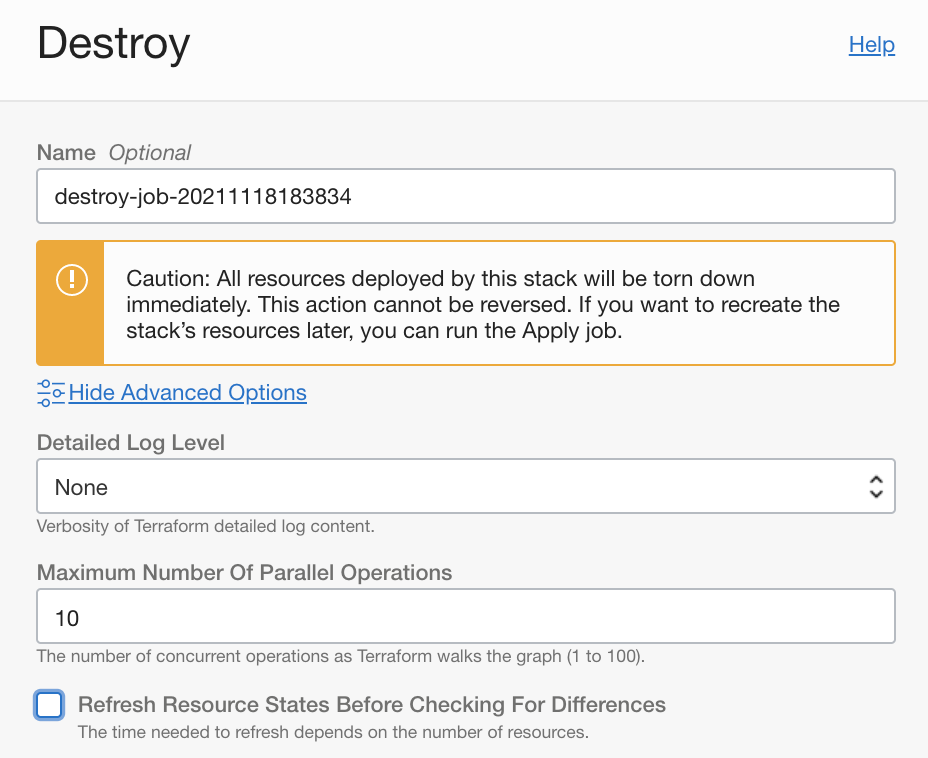 Destroy
Help
Name Optional
destroy-job-20211118183834
Caution: All resources deployed by this stack will be torn down
immediately. This action cannot be reversed. If you want to recreate the
stack’s resources later, you can run the Apply job.
Hide Advanced Options
Detailed Log Level
None
Verbosity of Terraform detailed log content.
Maximum Number Of Parallel Operations
10
The number of concurrent operations as Terraform walks the graph (1 to 100).
Refresh Resource States Before Checking For Differences
The time needed to refresh depends on the number of resources.